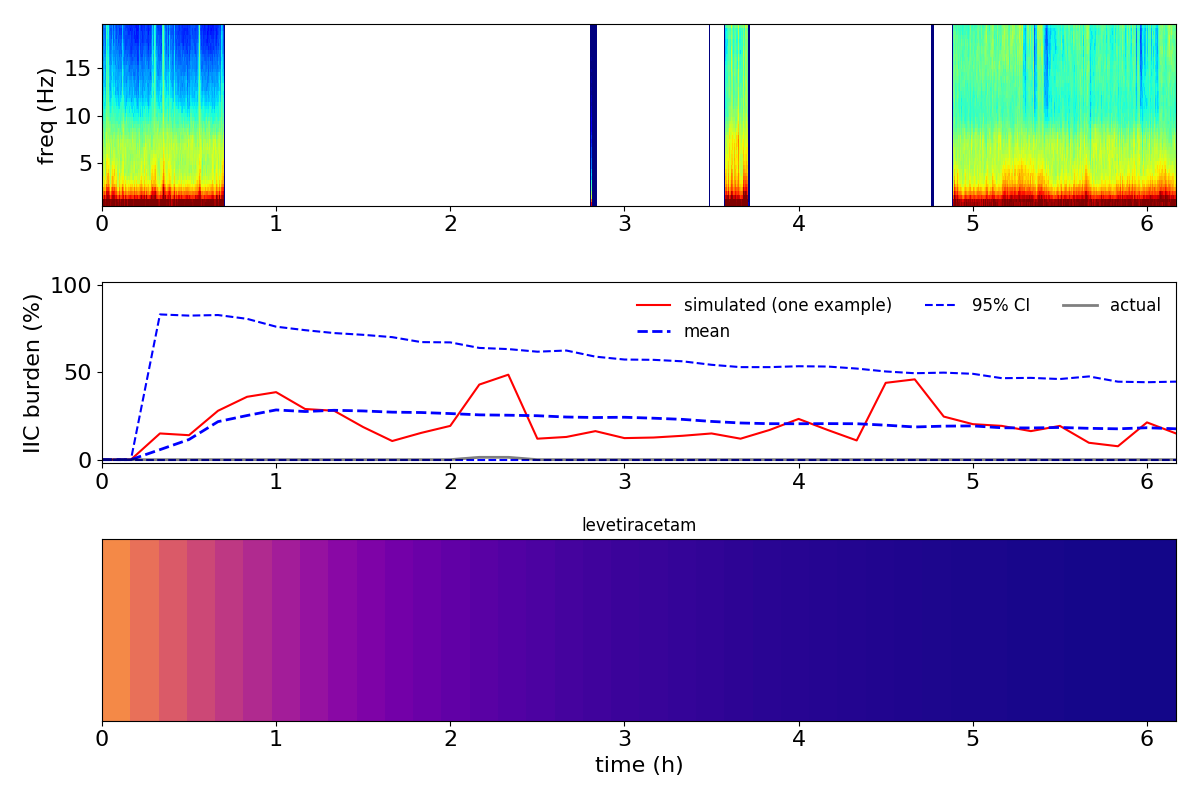 freq (Hz)
15
10
5
0 1 2 3 4 5 6
IIC burden (%)
100
50
0
simulated (one example)
mean
95% CI
actual
0 1 2 3 4 5 6
levetiracetam
0 1 2 3 4 5 6
time (h)